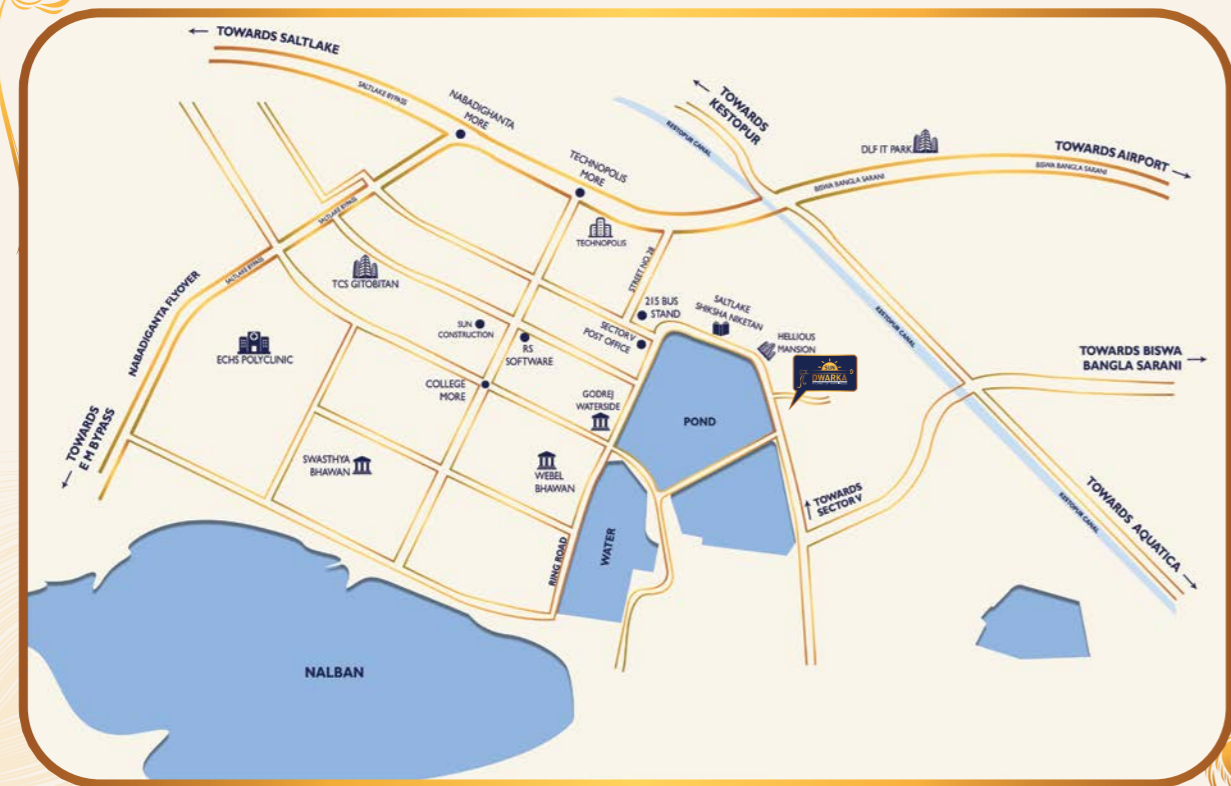 TOWARDS SALTLAKE
SALTLAKE BYPASS
NABADIGHANTA
MORE
TOWARDS
KESTOPUR
KESTOPUR CANAL
DLF IT PARK
TOWARDS AIRPORT
BISWA BANGLA SARANI
BISWA BANGLA SARANI
TECHNOPOLIS
MORE
TECHNOPOLIS
SALTLAKE BYPASS
SALTLAKE BYPASS
STREET NO. 28
NABADIGANTA FLYOVER
TCS GITOBITAN
215 BUS
STAND
SALTLAKE
SHIKSHA NIKETAN
SUN
CONSTRUCTION
RS
SOFTWARE
SECTORV
POST OFFICE
HELLIOUS
MANSION
KESTOPUR CANAL
ECHS POLYCLINIC
SUN
DWARKA
TOWARDS BISWA
BANGLA SARANI
COLLEGE
MORE
GODREJ
WATERSIDE
POND
TOWARDS
E M BYPASS
SWASTHYA
BHAWAN
WEBEL
BHAWAN
TOWARDS
SECTORV
TOWARDS AQUATICA
KESTOPUR CANAL
RING ROAD
WATER
NALBAN